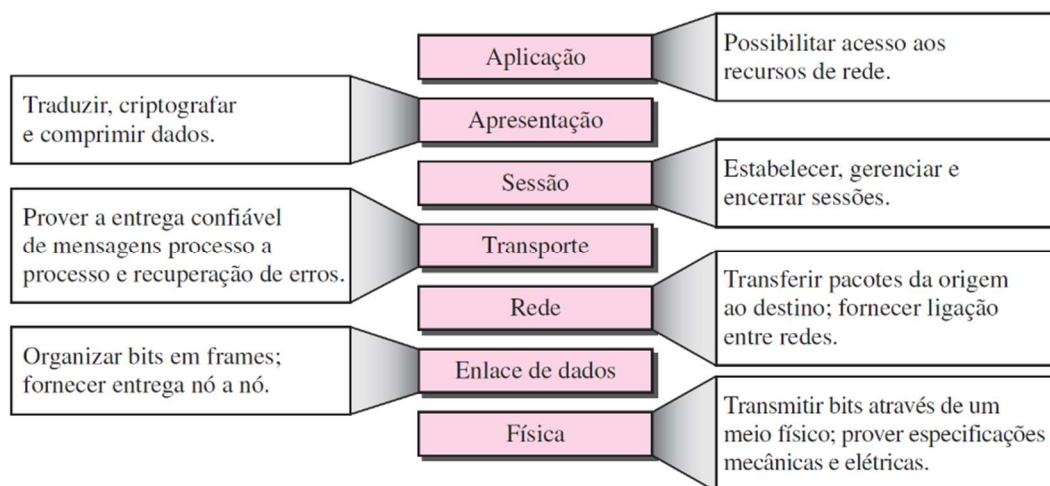 Aplicação
Possibilitar acesso aos
recursos de rede.
Traduzir, criptografar
e comprimir dados.
Apresentação
Sessão
Estabelecer, gerenciar e
encerrar sessões.
Prover a entrega confiável
de mensagens processo a
processo e recuperação de erros.
Transporte
Rede
Transferir pacotes da origem
ao destino; fornecer ligação
entre redes.
Organizar bits em frames;
fornecer entrega nó a nó.
Enlace de dados
Física
Transmitir bits através de um
meio físico; prover especificações
mecânicas e elétricas.